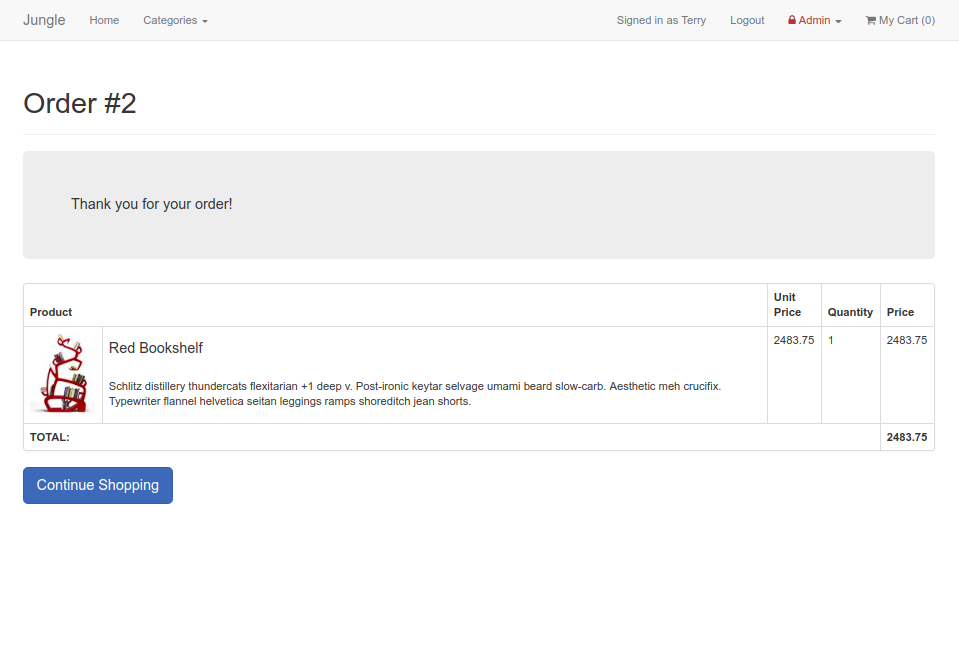 Jungle Home Categories Signed in as Terry Logout Admin My Cart (0)
Order #2
Thank you for your order!
Product Unit Price Quantity Price
Red Bookshelf 2483.75 1 2483.75
Schlitz distillery thundercats flexitarian +1 deep v. Post-ironic keytar selvage umami beard slow-carb. Aesthetic meh crucifix.
Typewriter flannel helvetica seitan leggings ramps shoreditch jean shorts.
TOTAL: 2483.75
Continue Shopping